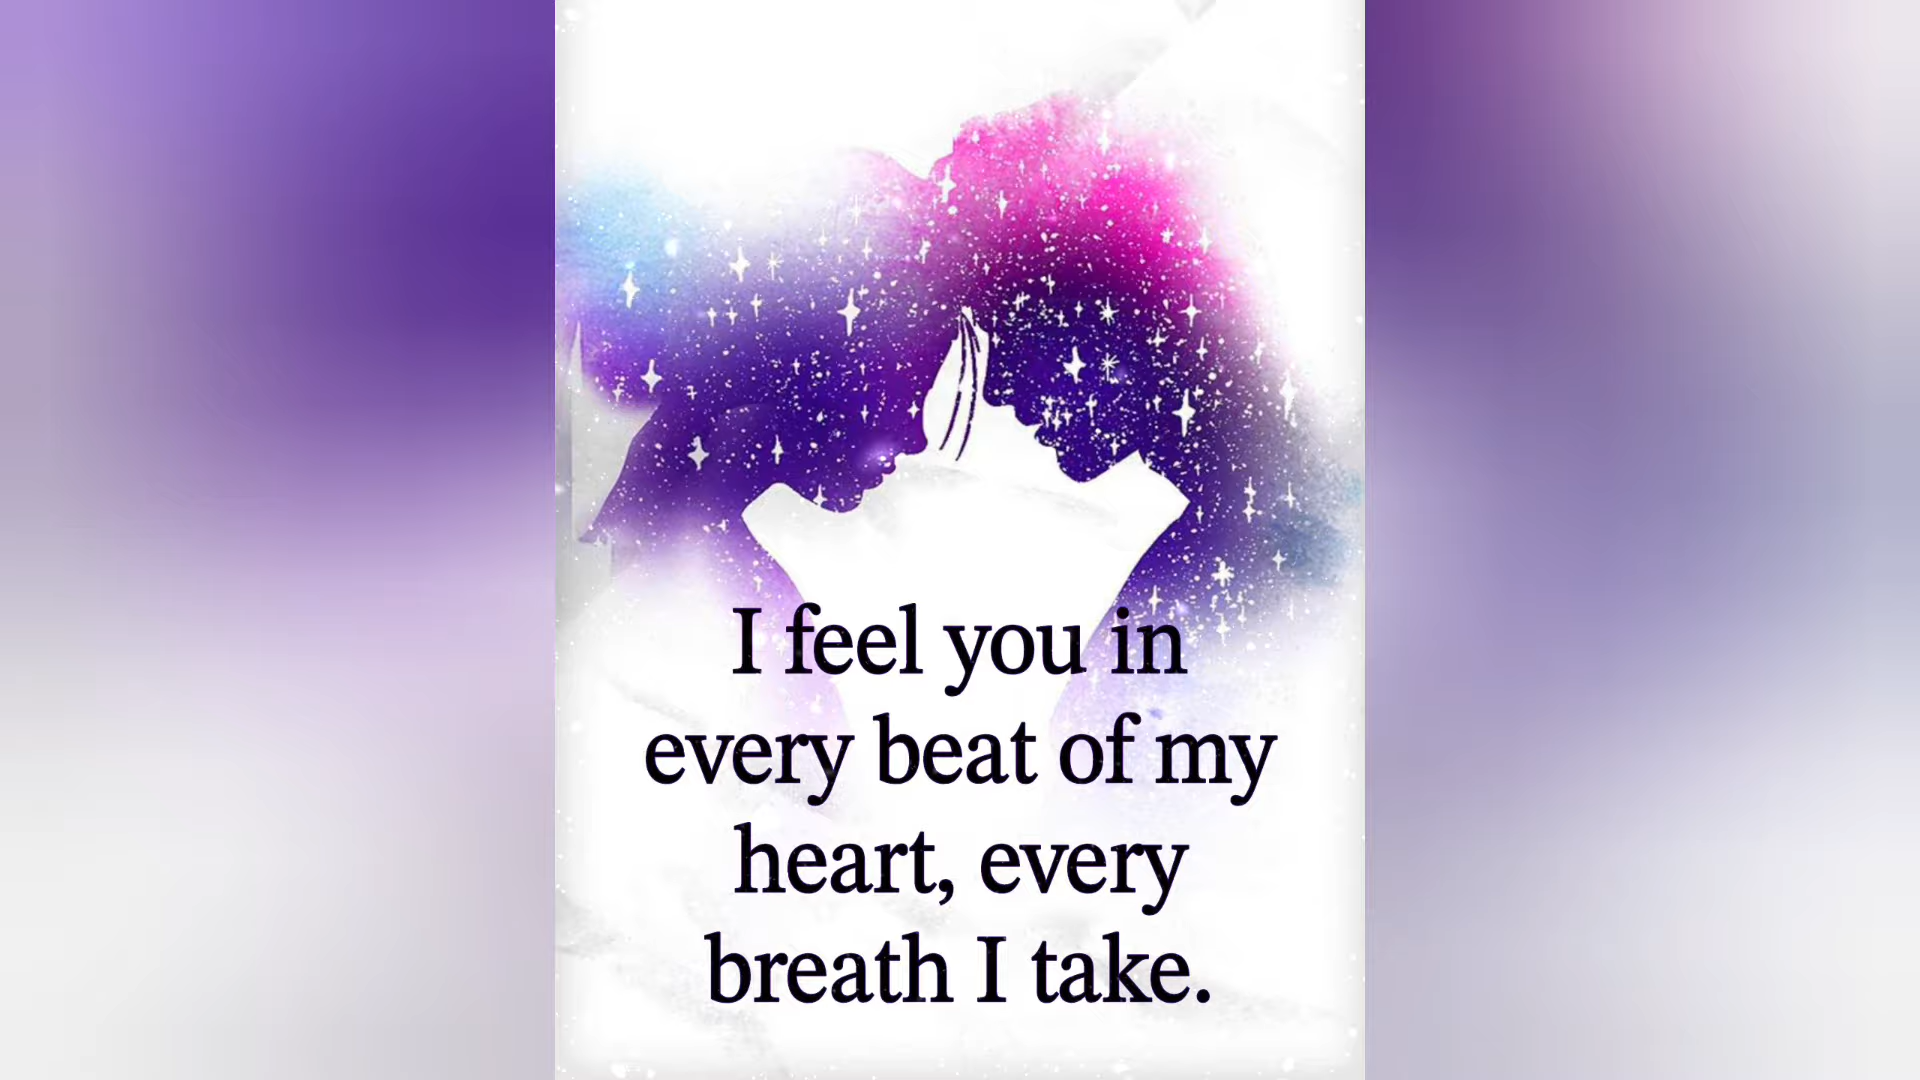 I feel you in
every beat of my
heart, every
breath I take.